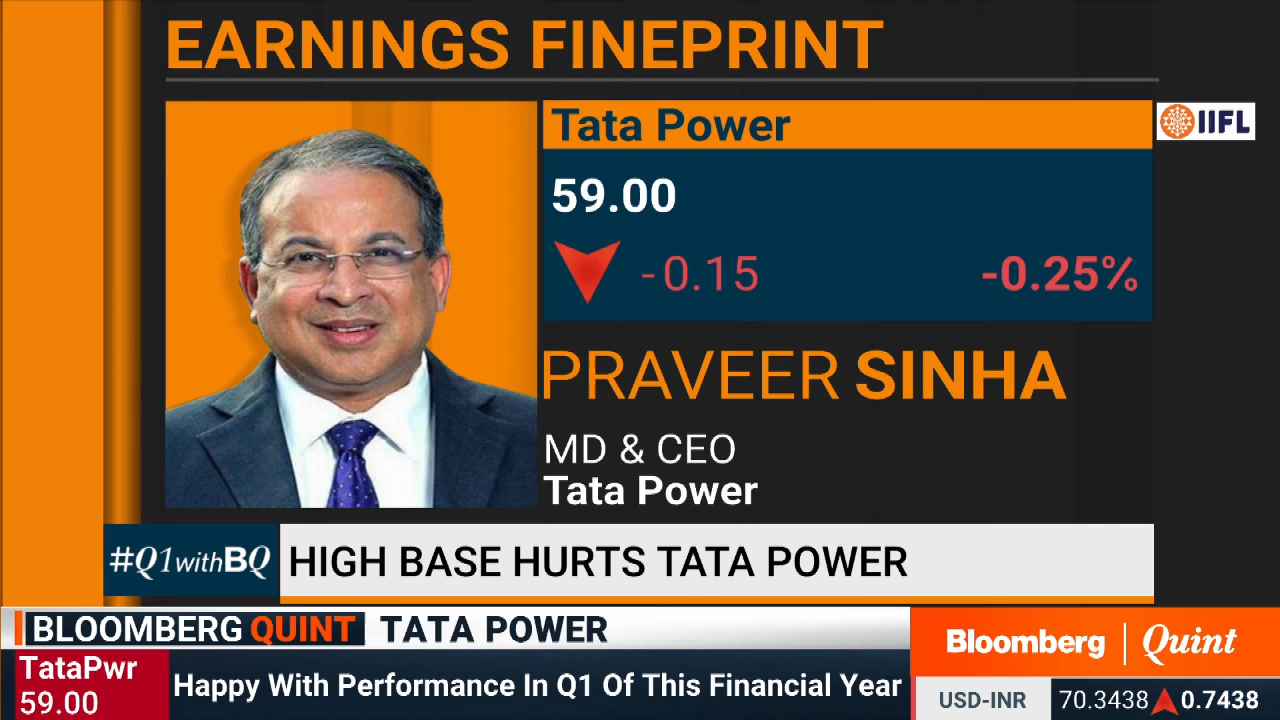 EARNINGS FINEPRINT
Tata Power
IIFL
59.00
-0.15 -0.25%
PRAVEER SINHA
MD & CEO
Tata Power
#Q1withBQ HIGH BASE HURTS TATA POWER
BLOOMBERG QUINT TATA POWER
Bloomberg | Quint
TataPwr
59.00
Happy With Performance In Q1 Of This Financial Year
USD-INR 70.3438 0.7438